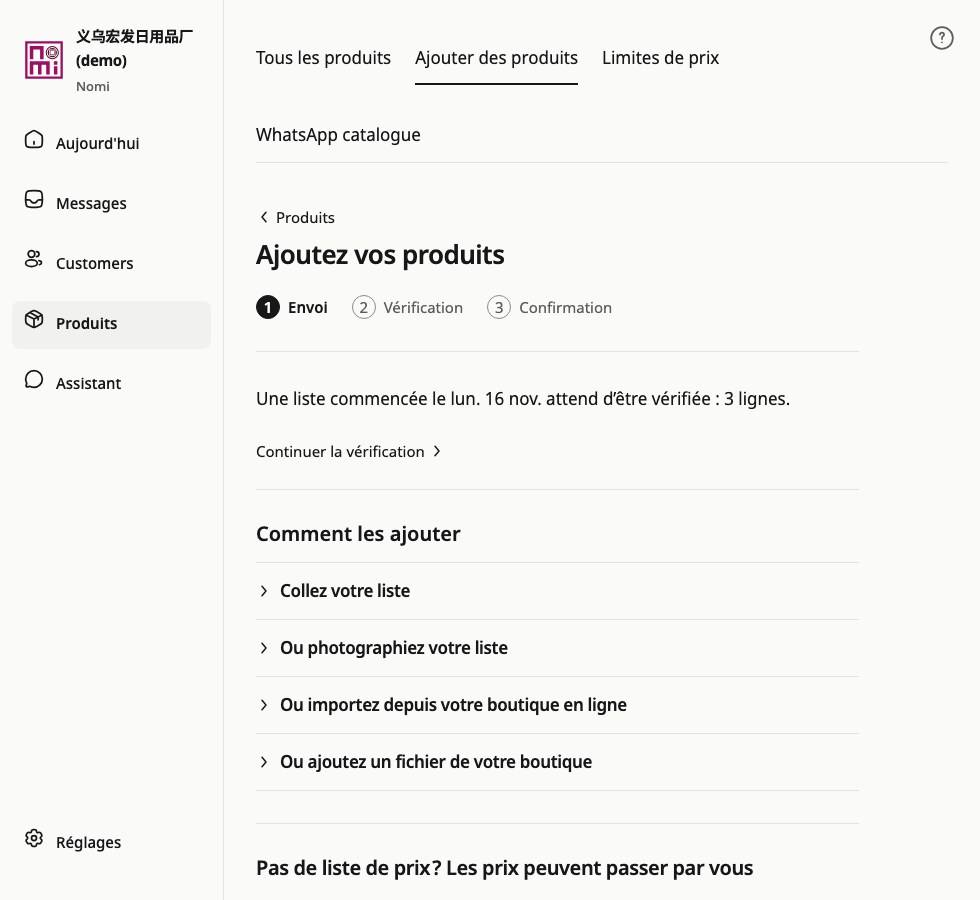 义乌宏发日用品厂
(demo)
Nomi
Aujourd'hui
Messages
Customers
Produits
Assistant
Réglages
Tous les produits
Ajouter des produits
Limites de prix
WhatsApp catalogue
Produits
Ajoutez vos produits
1 Envoi
2 Vérification
3 Confirmation
Une liste commencée le lun. 16 nov. attend d’être vérifiée : 3 lignes.
Continuer la vérification
Comment les ajouter
Collez votre liste
Ou photographiez votre liste
Ou importez depuis votre boutique en ligne
Ou ajoutez un fichier de votre boutique
Pas de liste de prix ? Les prix peuvent passer par vous